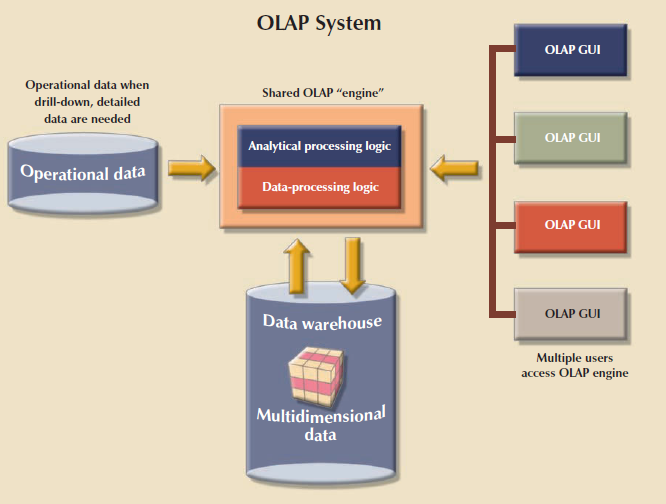 OLAP System
Operational data when
drill-down, detailed
data are needed
Operational data
Shared OLAP “engine”
Analytical processing logic
Data-processing logic
OLAP GUI
OLAP GUI
OLAP GUI
OLAP GUI
Multiple users
access OLAP engine
Data warehouse
Multidimensional
data